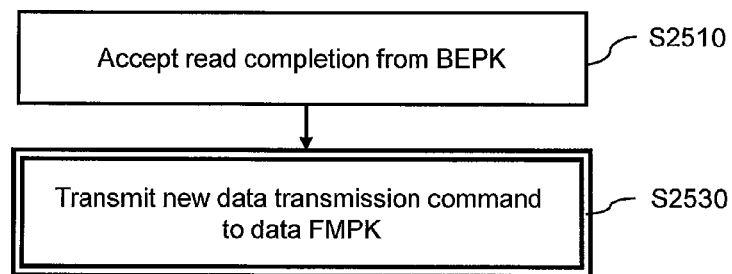 Accept read completion from BEPK
S2510
Transmit new data transmission command
to data FMPK
S2530